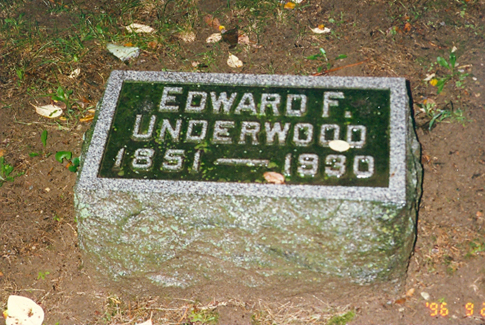 EDWARD F.
UNDERWOOD
1851 — 1930
'96 9